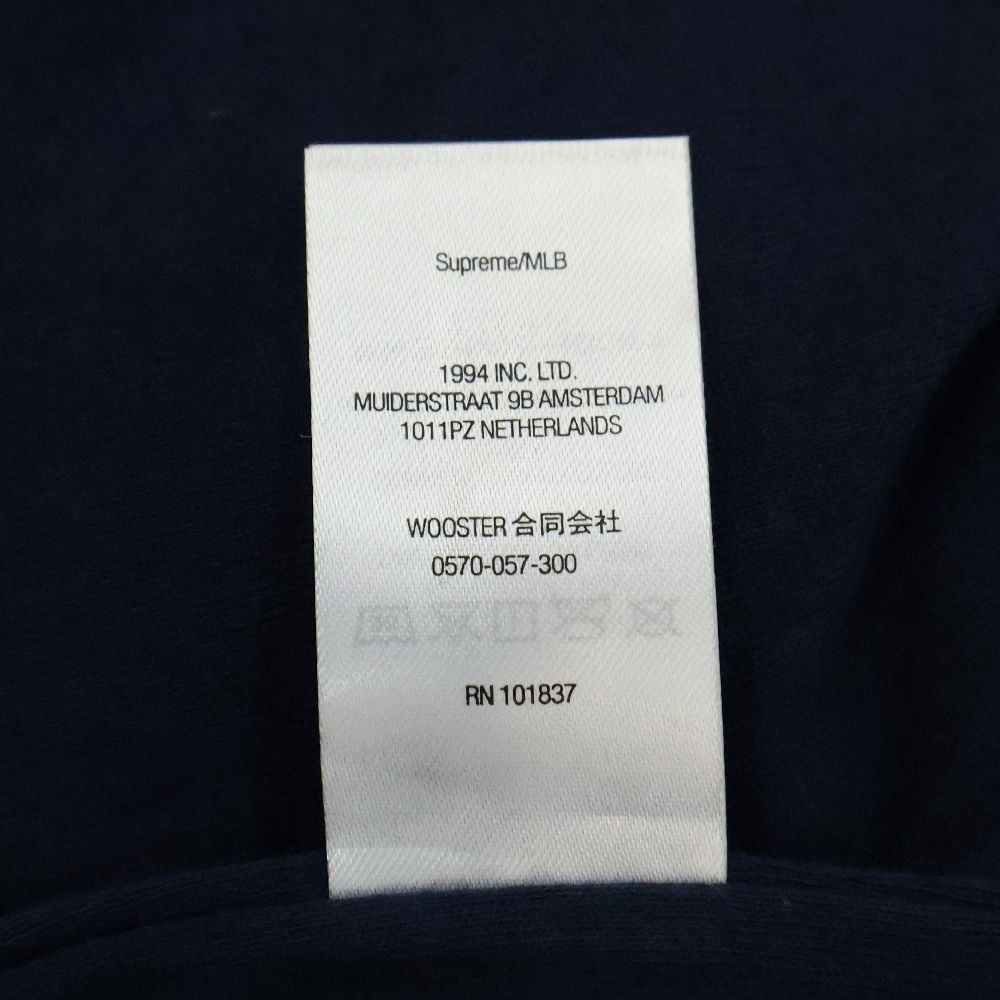 Supreme/MLB
1994 INC. LTD.
MUIDERSTRAAT 9B AMSTERDAM
1011PZ NETHERLANDS
WOOSTER 合同会社
0570-057-300
RN 101837